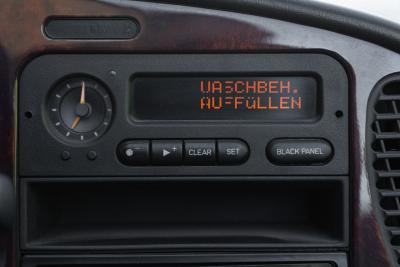 WASCHBEH.
AUFFÜLLEN
+
CLEAR
SET
BLACK PANEL